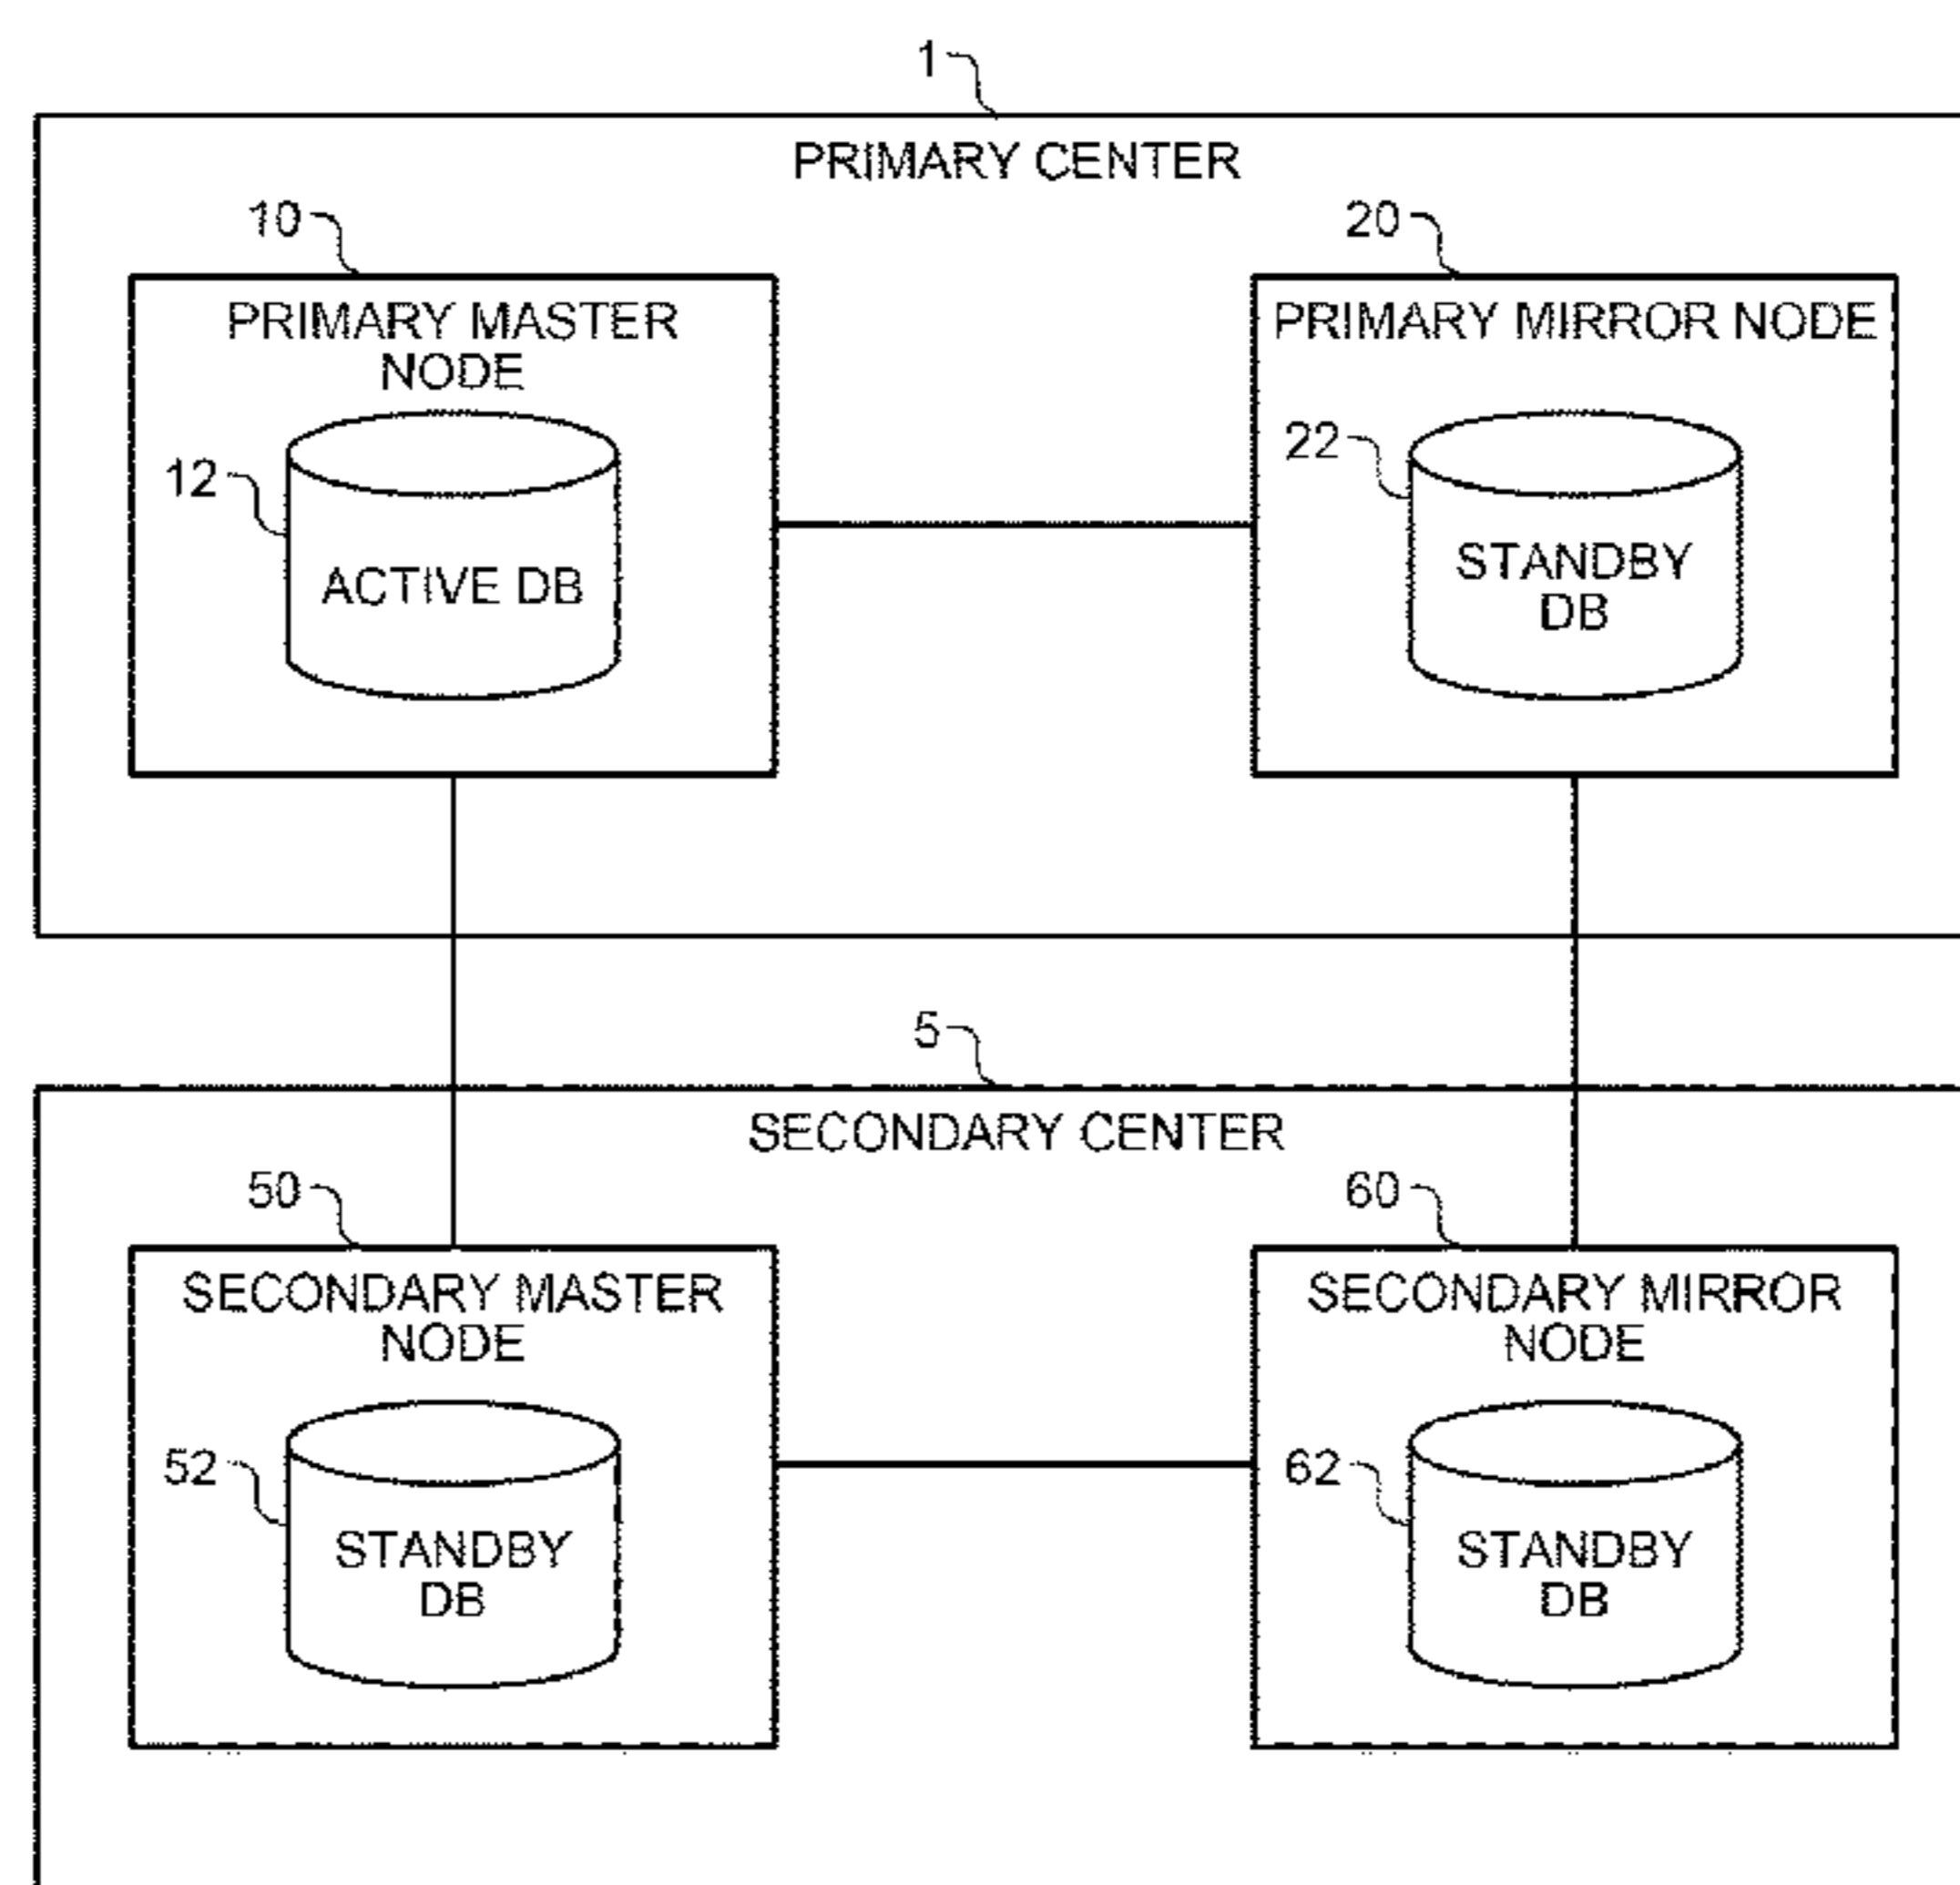 1
PRIMARY CENTER
10
20
PRIMARY MASTER
NODE
PRIMARY MIRROR NODE
12
ACTIVE DB
22
STANDBY
DB
5
SECONDARY CENTER
50
60
SECONDARY MASTER
NODE
SECONDARY MIRROR
NODE
52
STANDBY
DB
62
STANDBY
DB